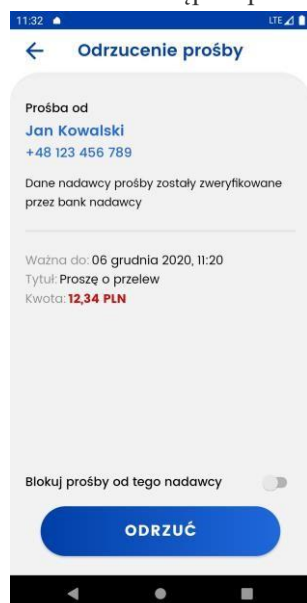 11:32 LTE
Odrzucenie prośby
Prośba od
Jan Kowalski
+48 123 456 789
Dane nadawcy prośby zostały zweryfikowane
przez bank nadawcy
Ważna do: 06 grudnia 2020, 11:20
Tytuł: Proszę o przelew
Kwota: 12,34 PLN
Blokuj prośby od tego nadawcy
ODRZUĆ